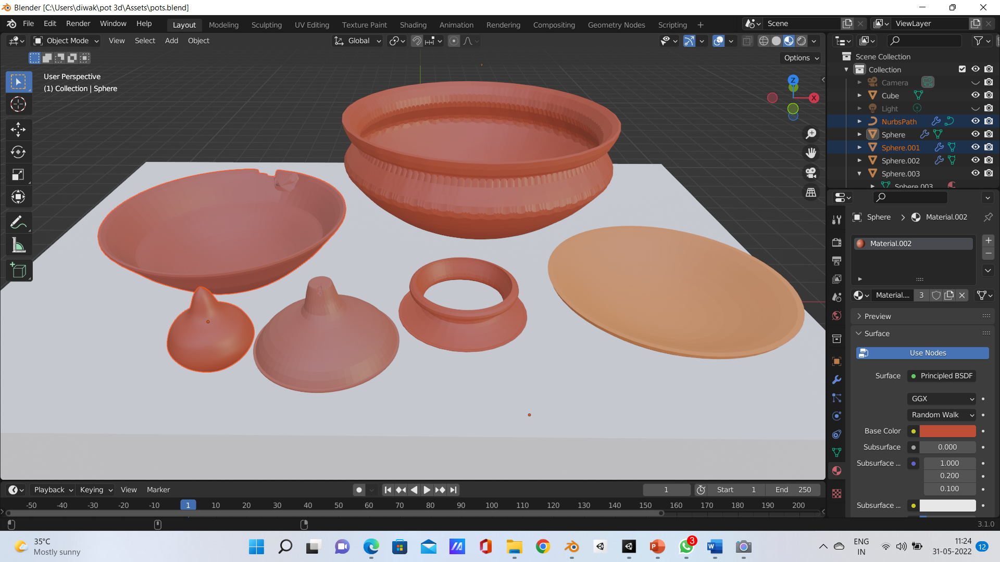 Blender [C:\Users\diwak\pot 3d\Assets\pots.blend]
File Edit Render Window Help Layout Modeling Sculpting UV Editing Texture Paint Shading Animation Rendering Compositing Geometry Nodes Scripting + Scene ViewLayer
Object Mode View Select Add Object Global
Options
User Perspective
(1) Collection | Sphere
Z
X
Scene Collection
Collection
Camera
Cube
Light
NurbsPath
Sphere
Sphere.001
Sphere.002
Sphere.003
Sphere.003
Sphere > Material.002
Material.002
Material.... 3
Preview
Surface
Use Nodes
Surface Principled BSDF
GGX
Random Walk
Base Color
Subsurface 0.000
Subsurface ... 1.000
0.200
0.100
Subsurface ...
Playback Keying View Marker 1 Start 1 End 250
-50 -40 -30 -20 -10 1 10 20 30 40 50 60 70 80 90 100 110 120 130 140 150 160 170 180 190 200
3.1.0
35°C
Mostly sunny
3
ENG
IN
11:24
31-05-2022
12